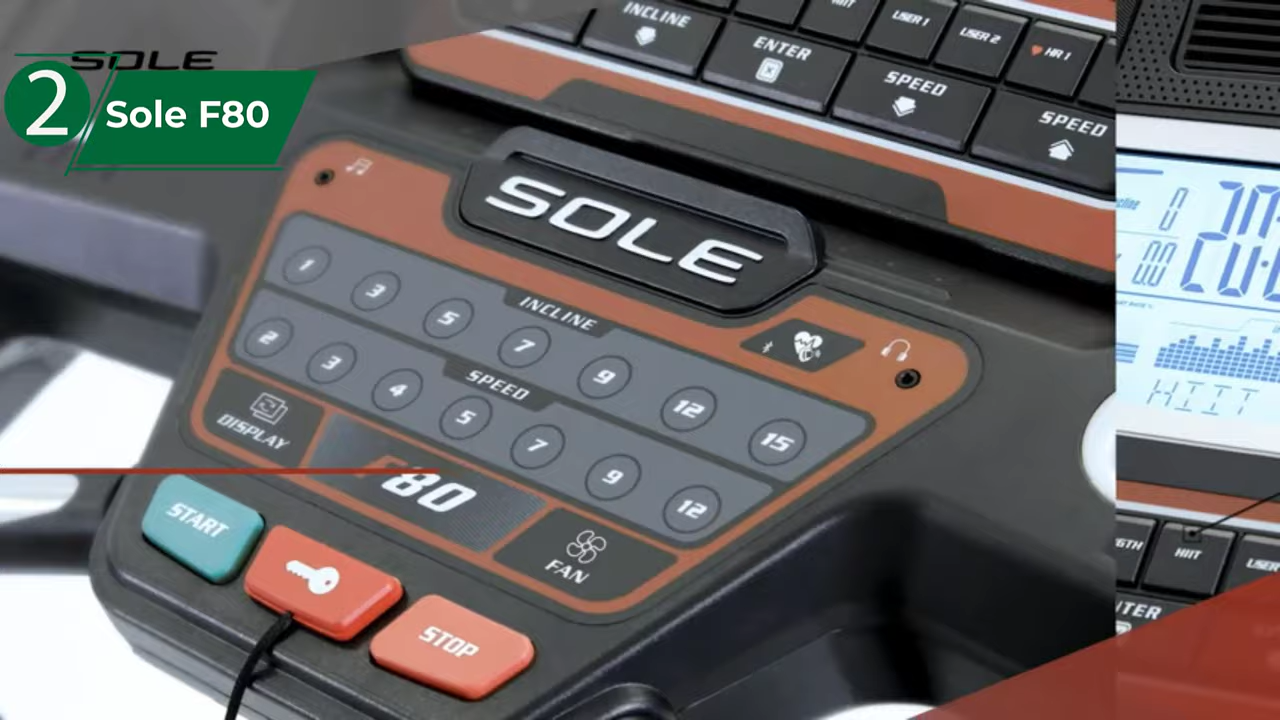 SOLE
2 Sole F80
INCLINE
ENTER
SPEED
SPEED
HIIT
USER 1
USER 2
HR 1
SOLE
1 3 5 7 9 12 15
INCLINE
2 3 4 5 7 9 12
SPEED
DISPLAY
F80
FAN
START
STOP
HIIT
HIIT
USER